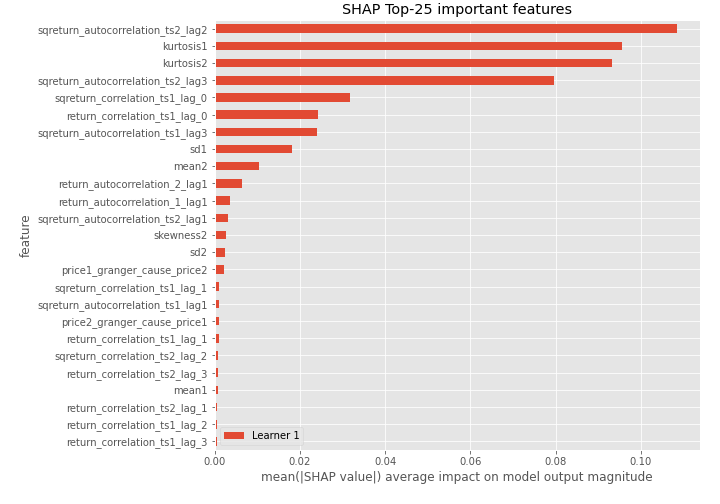 SHAP Top-25 important features
sqreturn_autocorrelation_ts2_lag2
kurtosis1
kurtosis2
sqreturn_autocorrelation_ts2_lag3
sqreturn_correlation_ts1_lag_0
return_correlation_ts1_lag_0
sqreturn_autocorrelation_ts1_lag3
sd1
mean2
return_autocorrelation_2_lag1
return_autocorrelation_1_lag1
sqreturn_autocorrelation_ts2_lag1
skewness2
sd2
price1_granger_cause_price2
sqreturn_correlation_ts1_lag_1
sqreturn_autocorrelation_ts1_lag1
price2_granger_cause_price1
return_correlation_ts1_lag_1
sqreturn_correlation_ts2_lag_2
return_correlation_ts2_lag_3
mean1
return_correlation_ts2_lag_1
return_correlation_ts1_lag_2
return_correlation_ts1_lag_3
feature
Learner 1
0.00 0.02 0.04 0.06 0.08 0.10
mean(|SHAP value|) average impact on model output magnitude